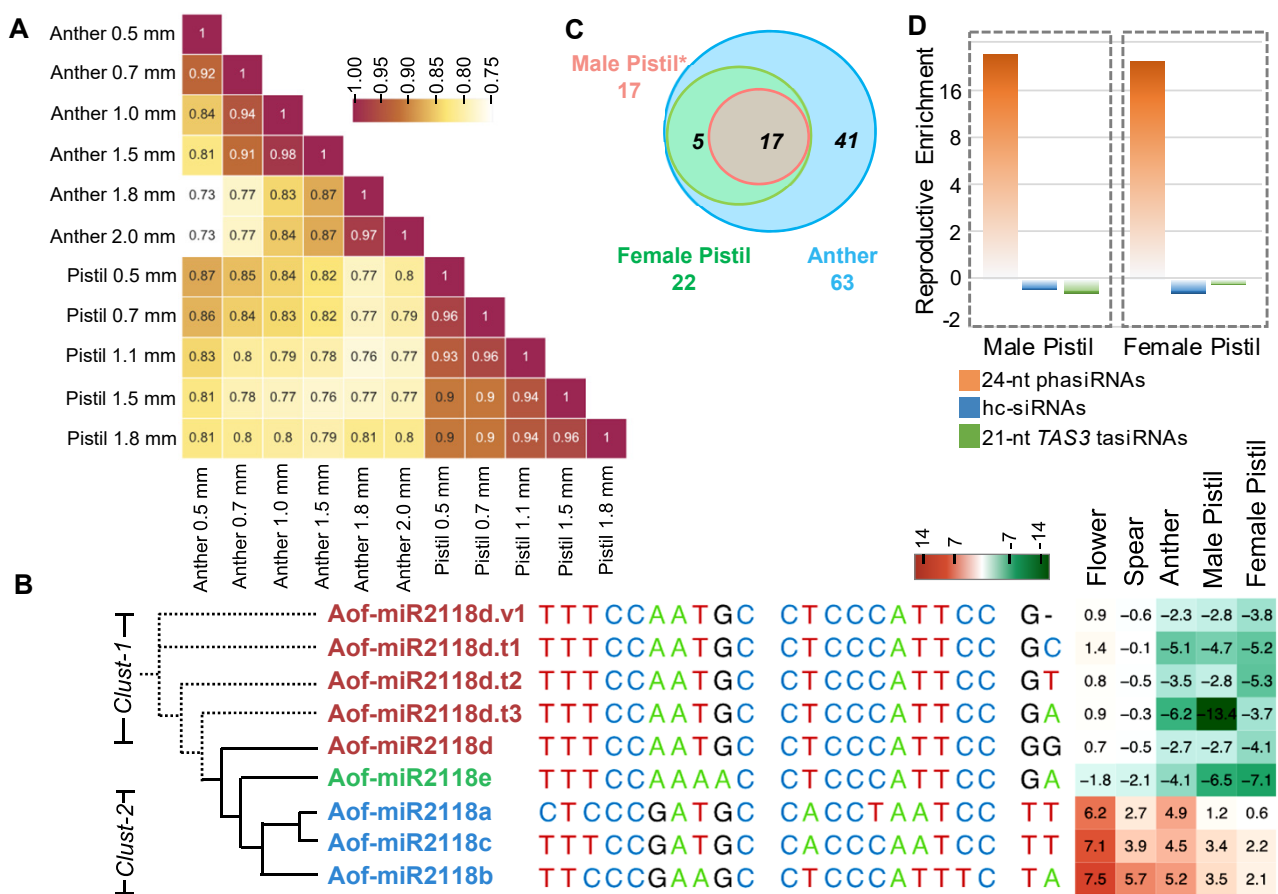 A
Anther 0.5 mm 1
Anther 0.7 mm 0.92 1
Anther 1.0 mm 0.84 0.94 1
Anther 1.5 mm 0.81 0.91 0.98 1
Anther 1.8 mm 0.73 0.77 0.83 0.87 1
Anther 2.0 mm 0.73 0.77 0.84 0.87 0.97 1
Pistil 0.5 mm 0.87 0.85 0.84 0.82 0.77 0.8 1
Pistil 0.7 mm 0.86 0.84 0.83 0.82 0.77 0.79 0.96 1
Pistil 1.1 mm 0.83 0.8 0.79 0.78 0.76 0.77 0.93 0.96 1
Pistil 1.5 mm 0.81 0.78 0.77 0.76 0.77 0.77 0.9 0.9 0.94 1
Pistil 1.8 mm 0.81 0.8 0.8 0.79 0.81 0.8 0.9 0.9 0.94 0.96 1
Anther 0.5 mm
Anther 0.7 mm
Anther 1.0 mm
Anther 1.5 mm
Anther 1.8 mm
Anther 2.0 mm
Pistil 0.5 mm
Pistil 0.7 mm
Pistil 1.1 mm
Pistil 1.5 mm
Pistil 1.8 mm
1.00 0.95 0.90 0.85 0.80 0.75
C
Male Pistil*
17
5 17 41
Female Pistil
22
Anther
63
D
Reproductive Enrichment
16
8
4
2
0
-2
Male Pistil Female Pistil
24-nt phasiRNAs
hc-siRNAs
21-nt TAS3 tasiRNAs
B
14 7 -7 -14
Flower
Spear
Anther
Male Pistil
Female Pistil
Clust-1
Clust-2
Aof-miR2118d.v1 TTTCCAATGC CTCCCATTCC G- 0.9 −0.6 −2.3 −2.8 −3.8
Aof-miR2118d.t1 TTTCCAATGC CTCCCATTCC GC 1.4 −0.1 −5.1 −4.7 −5.2
Aof-miR2118d.t2 TTTCCAATGC CTCCCATTCC GT 0.8 −0.5 −3.5 −2.8 −5.3
Aof-miR2118d.t3 TTTCCAATGC CTCCCATTCC GA 0.9 −0.3 −6.2 −13.4 −3.7
Aof-miR2118d TTTCCAATGC CTCCCATTCC GG 0.7 −0.5 −2.7 −2.7 −4.1
Aof-miR2118e TTTCCAAAAC CTCCCATTCC GA −1.8 −2.1 −4.1 −6.5 −7.1
Aof-miR2118a CTCCCGATGC CACCTAATCC TT 6.2 2.7 4.9 1.2 0.6
Aof-miR2118c TTTCCGATGC CACCCAATCC TT 7.1 3.9 4.5 3.4 2.2
Aof-miR2118b TTCCCGAAGC CTCCCATTTC TA 7.5 5.7 5.2 3.5 2.1